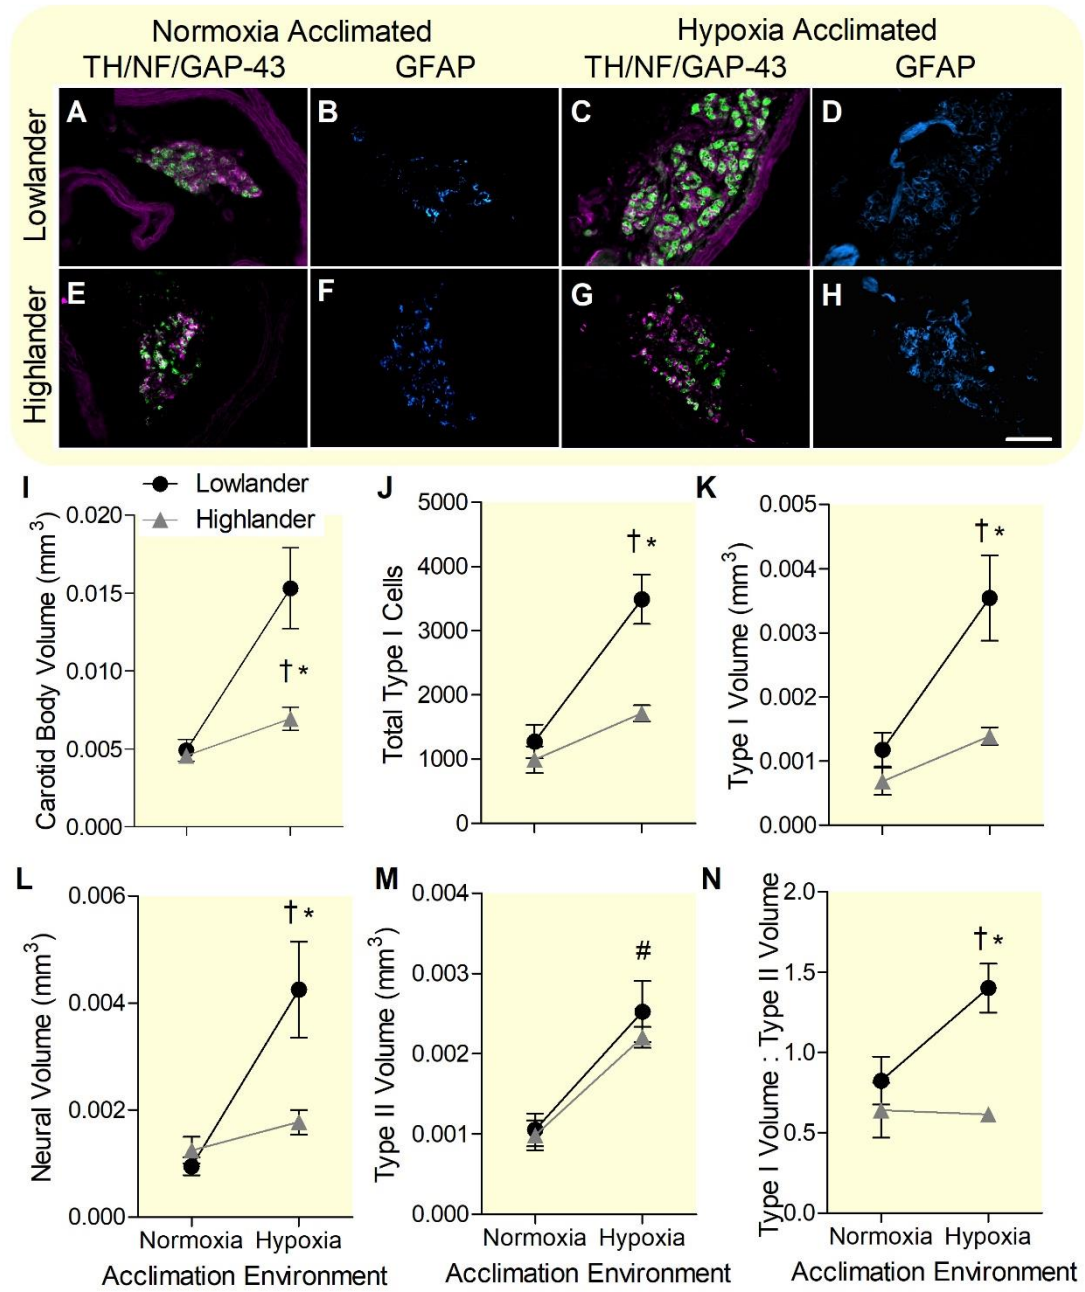 Normoxia Acclimated Hypoxia Acclimated
TH/NF/GAP-43 GFAP TH/NF/GAP-43 GFAP
Lowlander
A B C D
Highlander
E F G H
I
Lowlander
Highlander
Carotid Body Volume (mm³)
0.020
0.015
0.010
0.005
0.000
† *
J
Total Type I Cells
5000
4000
3000
2000
1000
0
† *
K
Type I Volume (mm³)
0.005
0.004
0.003
0.002
0.001
0.000
† *
L
Neural Volume (mm³)
0.006
0.004
0.002
0.000
† *
Normoxia Hypoxia
Acclimation Environment
M
Type II Volume (mm³)
0.004
0.003
0.002
0.001
0.000
#
Normoxia Hypoxia
Acclimation Environment
N
Type I Volume : Type II Volume
2.0
1.5
1.0
0.5
0.0
† *
Normoxia Hypoxia
Acclimation Environment